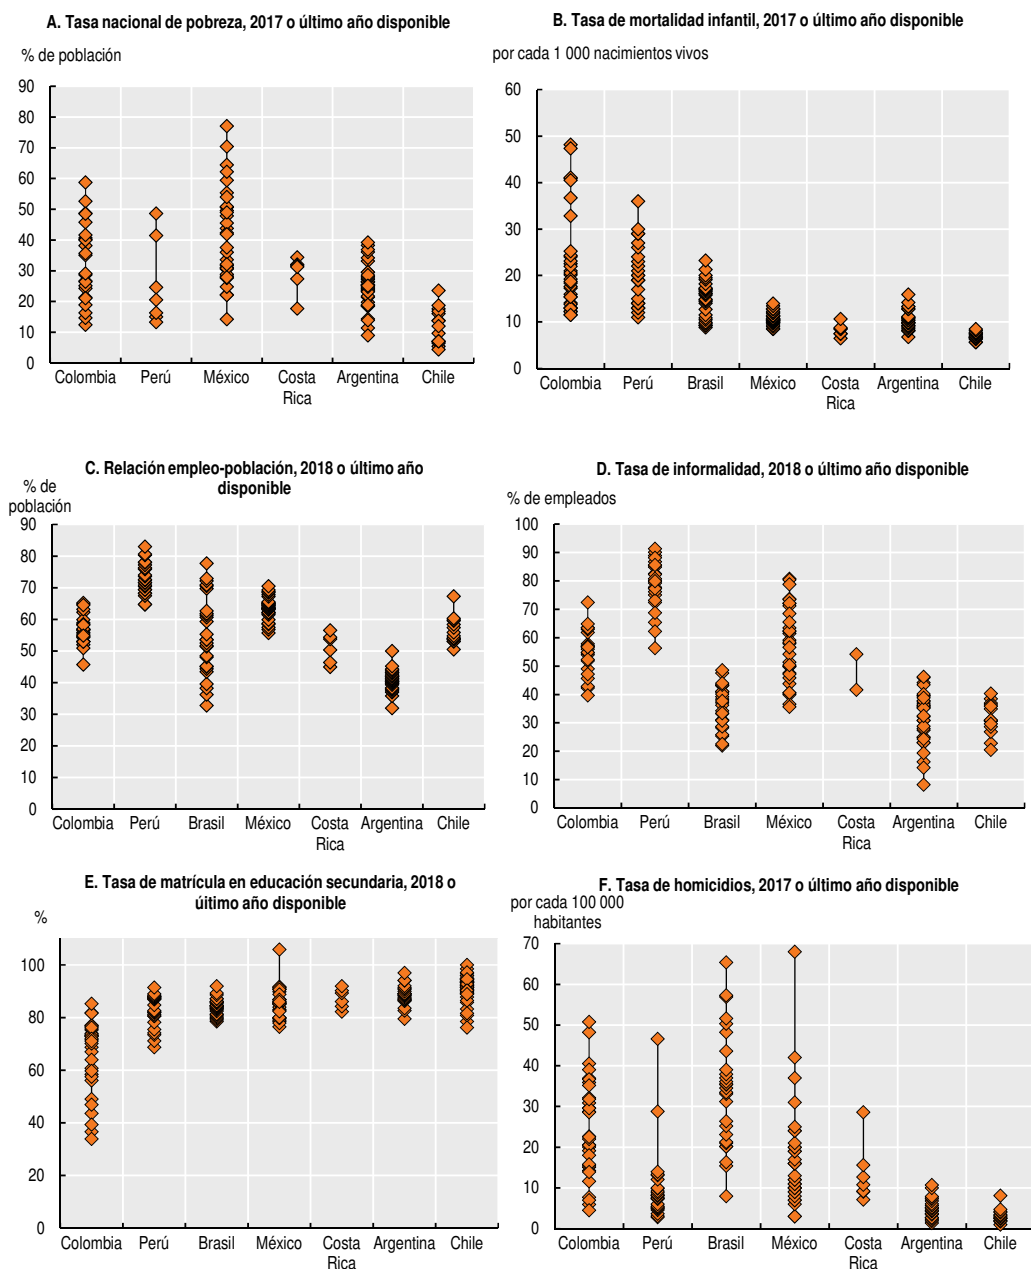 A. Tasa nacional de pobreza, 2017 o último año disponible
% de población
90
80
70
60
50
40
30
20
10
0
Colombia Perú México Costa Rica Argentina Chile
B. Tasa de mortalidad infantil, 2017 o último año disponible
por cada 1 000 nacimientos vivos
60
50
40
30
20
10
0
Colombia Perú Brasil México Costa Rica Argentina Chile
C. Relación empleo-población, 2018 o último año
disponible
% de
población
90
80
70
60
50
40
30
20
10
0
Colombia Perú Brasil México Costa Rica Argentina Chile
D. Tasa de informalidad, 2018 o último año disponible
% de empleados
100
90
80
70
60
50
40
30
20
10
0
Colombia Perú Brasil México Costa Rica Argentina Chile
E. Tasa de matrícula en educación secundaria, 2018 o
úitimo año disponible
%
100
80
60
40
20
0
Colombia Perú Brasil México Costa Rica Argentina Chile
F. Tasa de homicidios, 2017 o último año disponible
por cada 100 000
habitantes
70
60
50
40
30
20
10
0
Colombia Perú Brasil México Costa Rica Argentina Chile